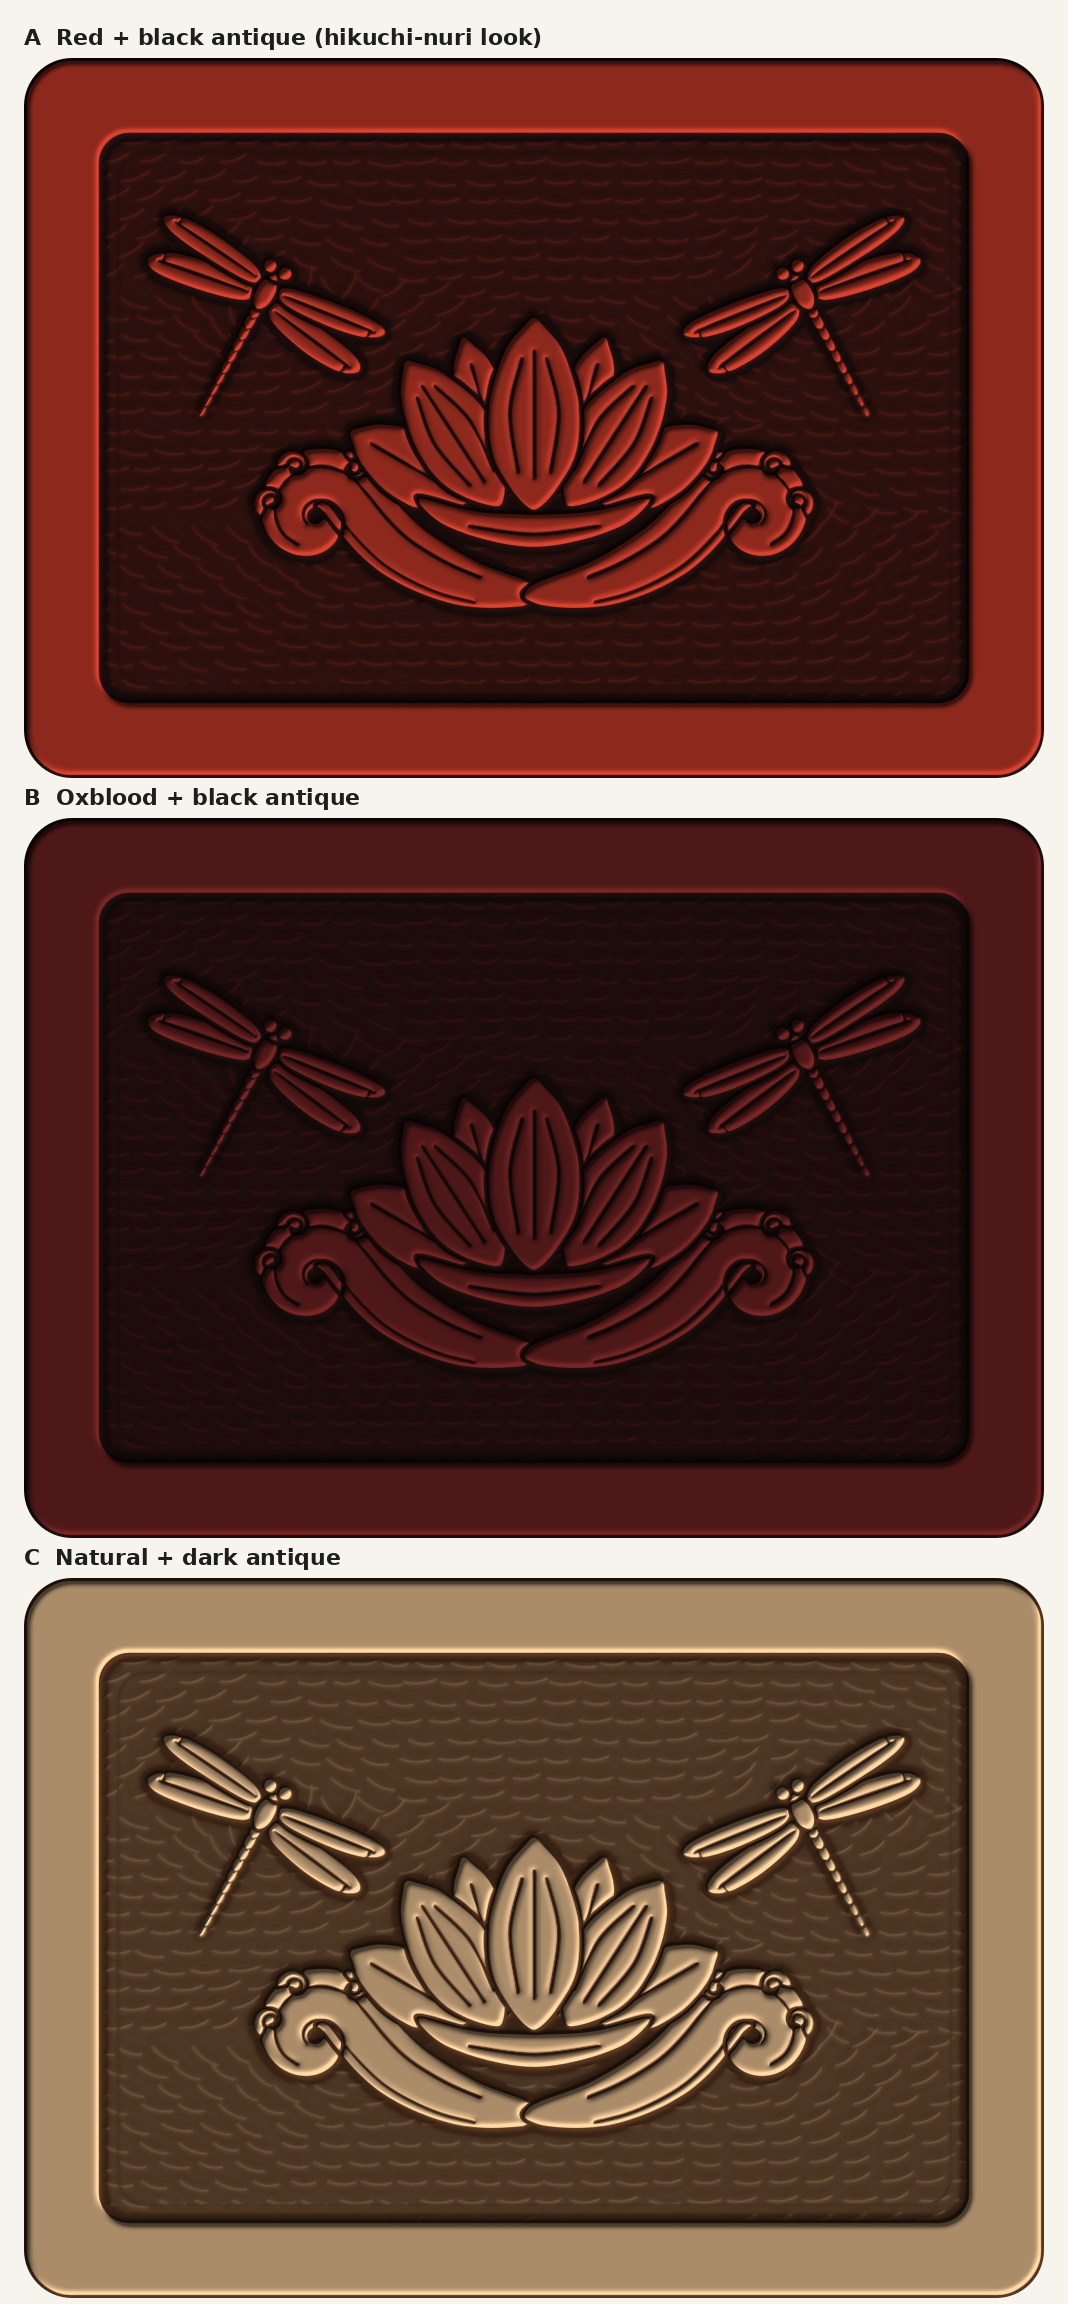 A Red + black antique (hikuchi-nuri look)
B Oxblood + black antique
C Natural + dark antique